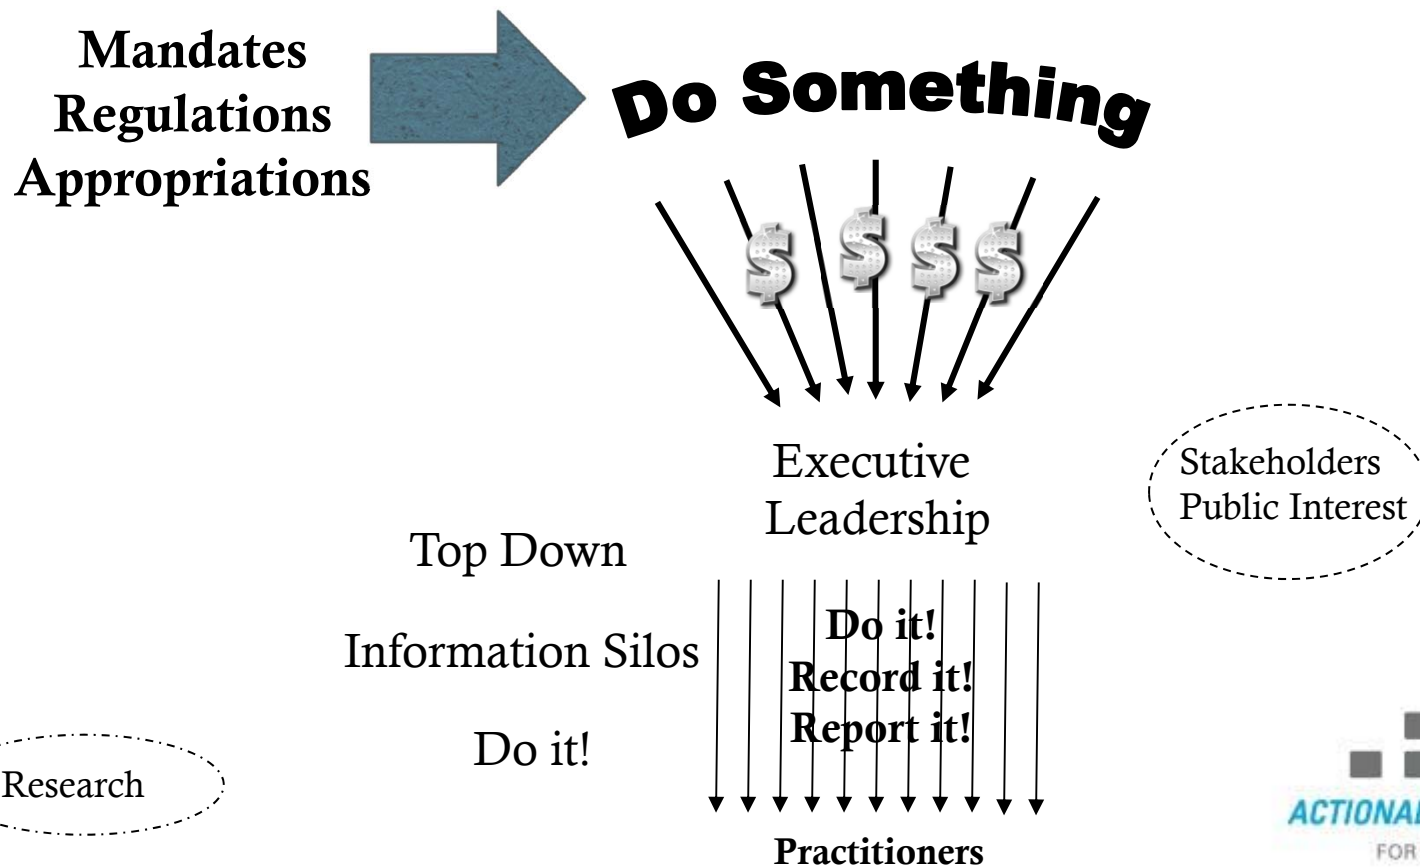 Mandates
Regulations
Appropriations
Do Something
$ $ $ $
Executive
Leadership
Stakeholders
Public Interest
Top Down
Information Silos
Do it!
Do it!
Record it!
Report it!
Research
Practitioners
FOR